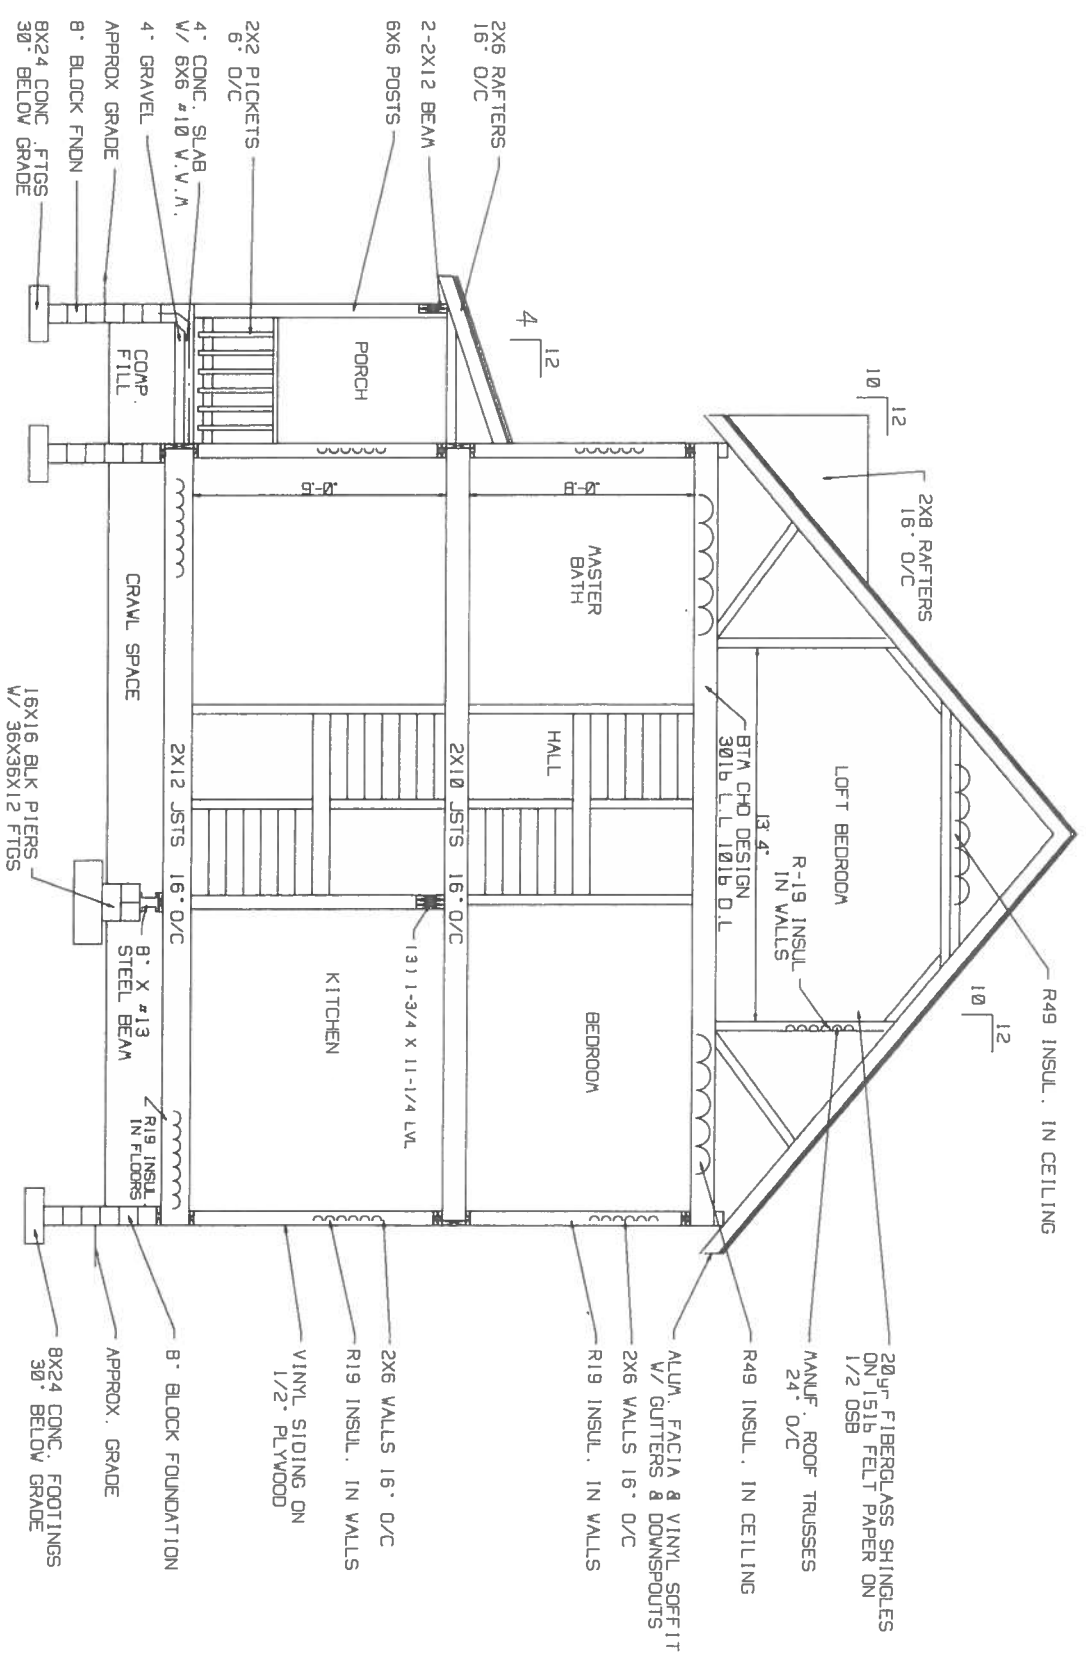 2X6 RAFTERS
16" O/C
2-2X12 BEAM
6X6 POSTS
2X2 PICKETS
6" O/C
4" CONC. SLAB
W/ 6X6 #10 W.W.M.
4" GRAVEL
APPROX GRADE
8" BLOCK FNDN
8X24 CONC .FTGS
30" BELOW GRADE
4
12
10
12
2X8 RAFTERS
16" O/C
PORCH
COMP.
FILL
9'-0"
8'-0"
MASTER
BATH
CRAWL SPACE
16X16 BLK PIERS
W/ 36X36X12 FTGS
HALL
2X12 JSTS 16" O/C
2X10 JSTS 16" O/C
BTM CHD DESIGN
30lb L.L 10lb D.L
13'4"
LOFT BEDROOM
R-19 INSUL
IN WALLS
R49 INSUL. IN CEILING
10
12
8" X #13
STEEL BEAM
KITCHEN
(3) 1-3/4 X 11-1/4 LVL
BEDROOM
R19 INSUL.
IN FLOORS
20yr FIBERGLASS SHINGLES
ON 15lb FELT PAPER ON
1/2 OSB
MANUF. ROOF TRUSSES
24" O/C
R49 INSUL. IN CEILING
ALUM. FACIA & VINYL SOFFIT
W/ GUTTERS & DOWNSPOUTS
2X6 WALLS 16" O/C
R19 INSUL. IN WALLS
2X6 WALLS 16" O/C
R19 INSUL. IN WALLS
VINYL SIDING ON
1/2" PLYWOOD
8" BLOCK FOUNDATION
APPROX. GRADE
8X24 CONC. FOOTINGS
30" BELOW GRADE